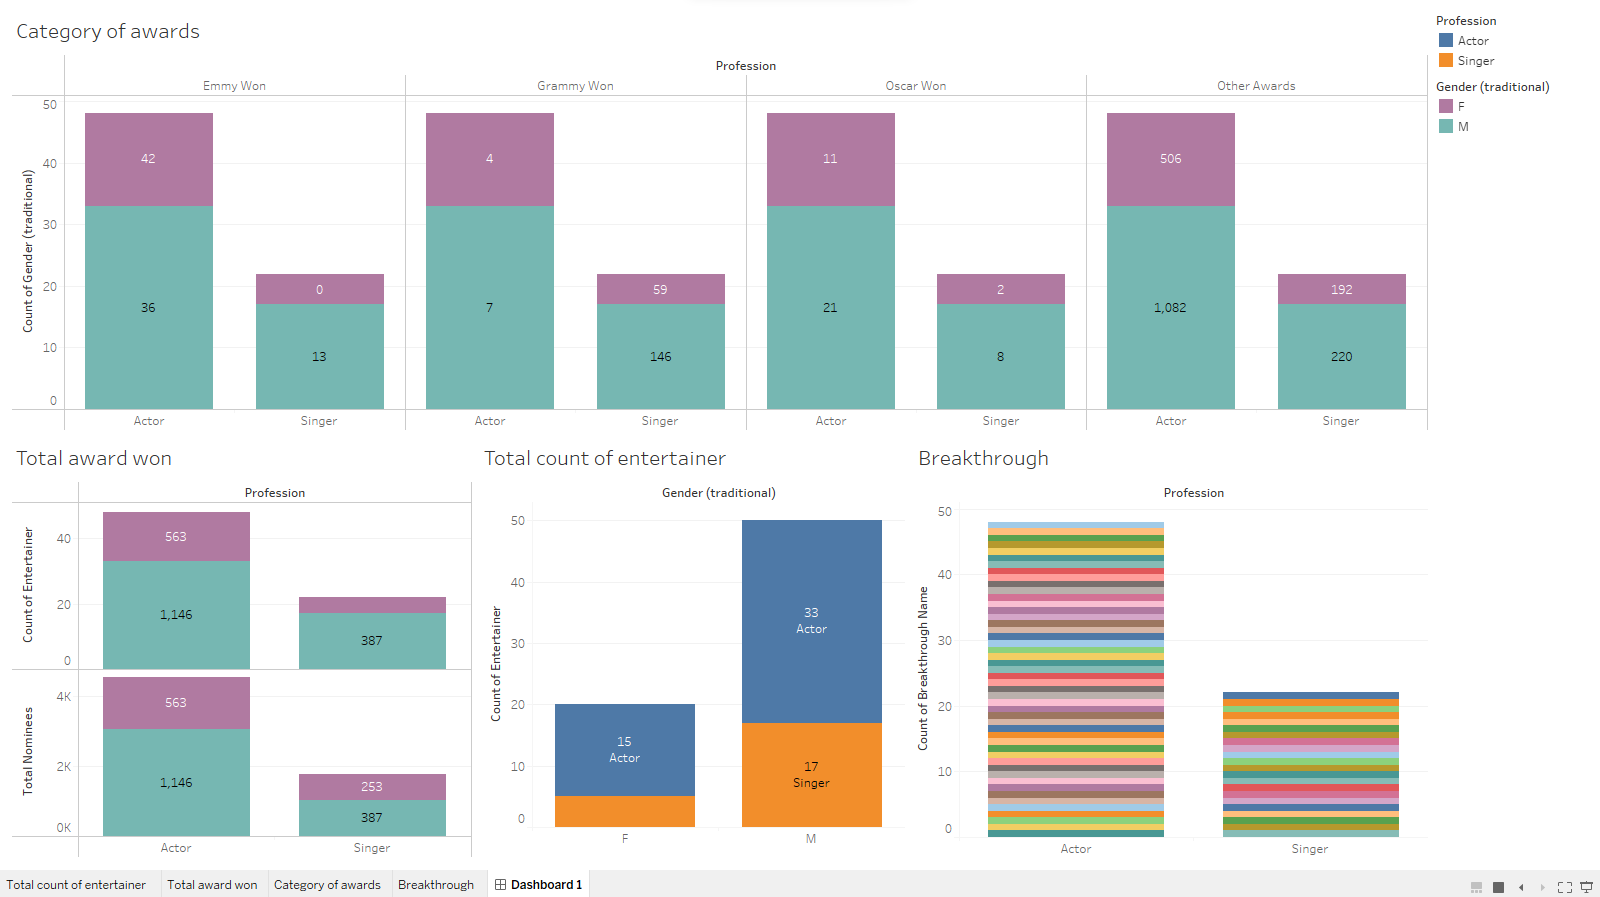 Category of awards
Profession
Emmy Won
Grammy Won
Oscar Won
Other Awards
Count of Gender (traditional)
50
40
30
20
10
0
42
36
0
13
4
7
59
146
11
21
2
8
506
1,082
192
220
Actor
Singer
Actor
Singer
Actor
Singer
Actor
Singer
Profession
Actor
Singer
Gender (traditional)
F
M
Total award won
Profession
Count of Entertainer
40
20
0
563
1,146
387
Total Nominees
4K
2K
0K
563
1,146
253
387
Actor
Singer
Total count of entertainer
Gender (traditional)
Count of Entertainer
50
40
30
20
10
0
15
Actor
33
Actor
17
Singer
F
M
Breakthrough
Profession
Count of Breakthrough Name
50
40
30
20
10
0
Actor
Singer
Total count of entertainer
Total award won
Category of awards
Breakthrough
Dashboard 1